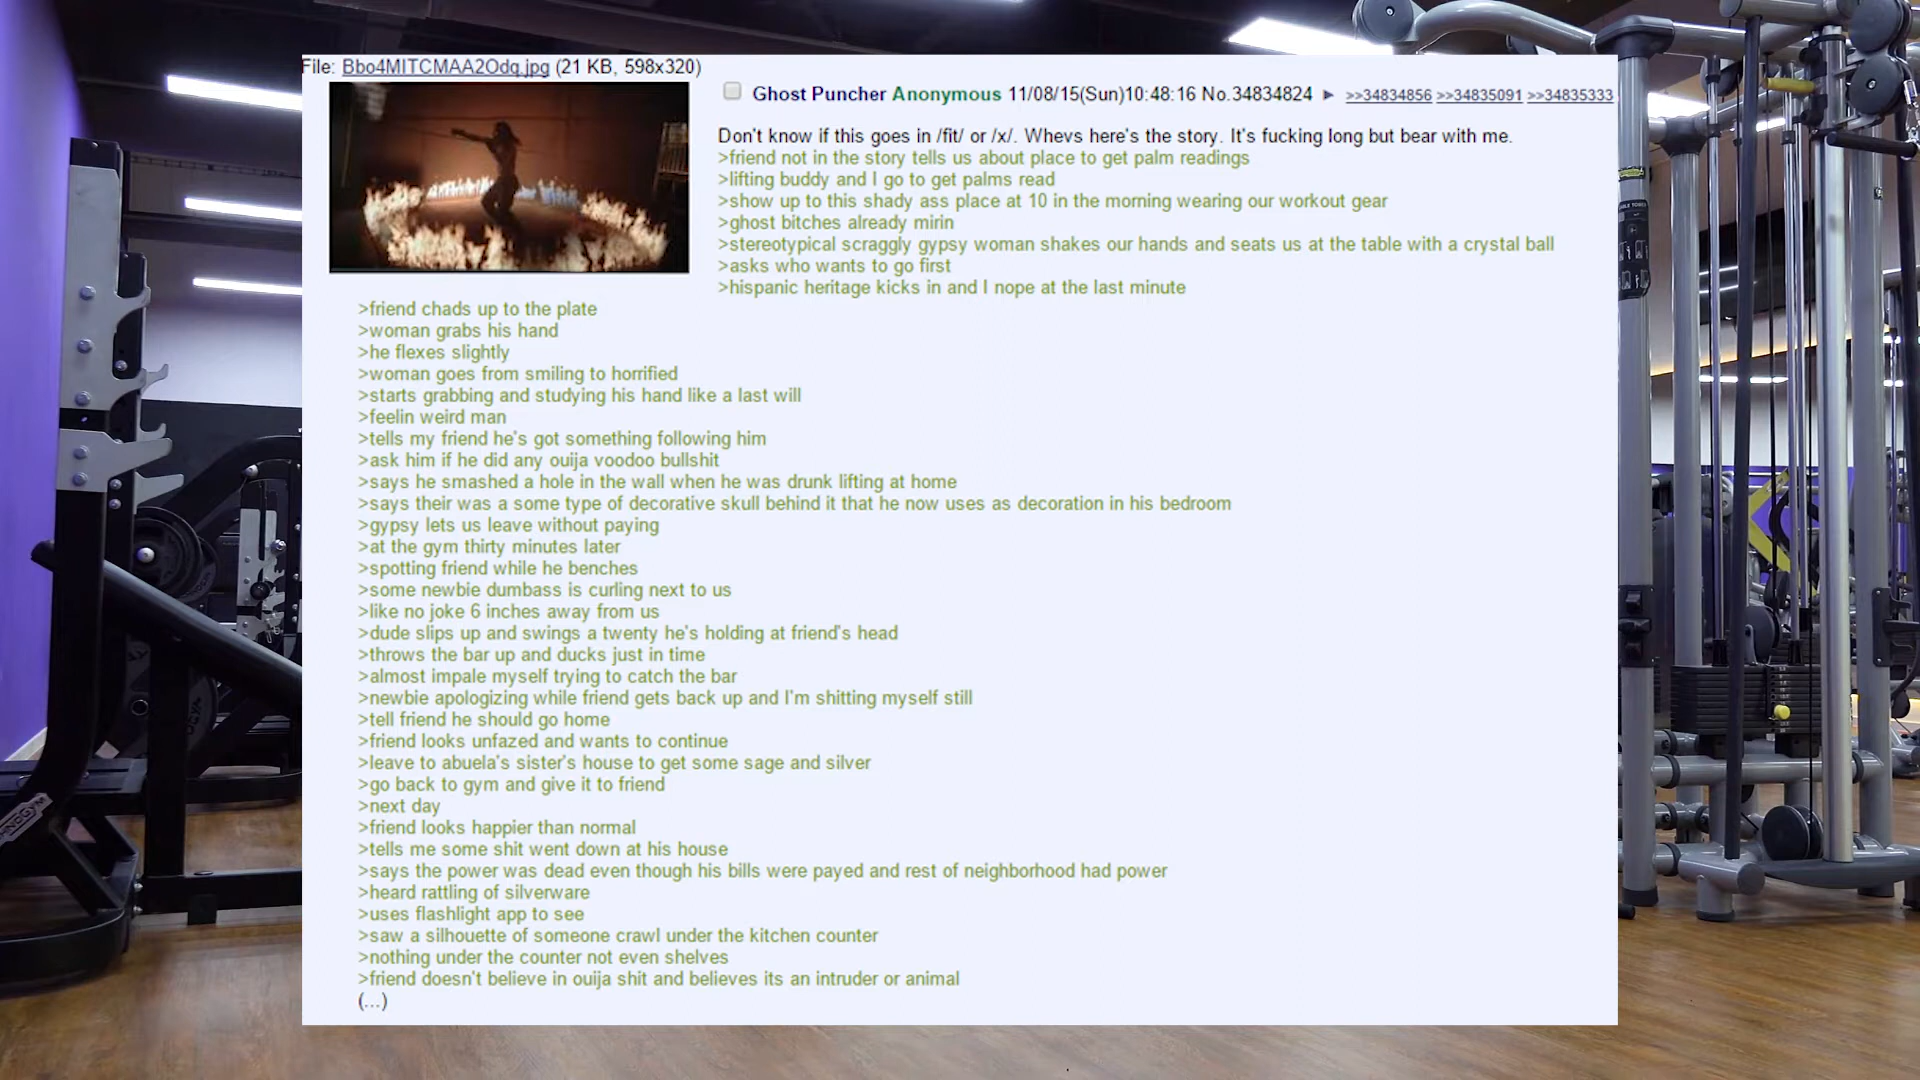 File: Bbo4MITCMAA2Odq.jpg (21 KB, 598x320)
Ghost Puncher Anonymous 11/08/15(Sun)10:48:16 No.34834824 ► >>34834856 >>34835091 >>34835333
Don't know if this goes in /fit/ or /x/. Whevs here's the story. It's fucking long but bear with me.
>friend not in the story tells us about place to get palm readings
>lifting buddy and I go to get palms read
>show up to this shady ass place at 10 in the morning wearing our workout gear
>ghost bitches already mirin
>stereotypical scraggly gypsy woman shakes our hands and seats us at the table with a crystal ball
>asks who wants to go first
>hispanic heritage kicks in and I nope at the last minute
>friend chads up to the plate
>woman grabs his hand
>he flexes slightly
>woman goes from smiling to horrified
>starts grabbing and studying his hand like a last will
>feelin weird man
>tells my friend he's got something following him
>ask him if he did any ouija voodoo bullshit
>says he smashed a hole in the wall when he was drunk lifting at home
>says their was a some type of decorative skull behind it that he now uses as decoration in his bedroom
>gypsy lets us leave without paying
>at the gym thirty minutes later
>spotting friend while he benches
>some newbie dumbass is curling next to us
>like no joke 6 inches away from us
>dude slips up and swings a twenty he's holding at friend's head
>throws the bar up and ducks just in time
>almost impale myself trying to catch the bar
>newbie apologizing while friend gets back up and I'm shitting myself still
>tell friend he should go home
>friend looks unfazed and wants to continue
>leave to abuela's sister's house to get some sage and silver
>go back to gym and give it to friend
>next day
>friend looks happier than normal
>tells me some shit went down at his house
>says the power was dead even though his bills were payed and rest of neighborhood had power
>heard rattling of silverware
>uses flashlight app to see
>saw a silhouette of someone crawl under the kitchen counter
>nothing under the counter not even shelves
>friend doesn't believe in ouija shit and believes its an intruder or animal
(...)